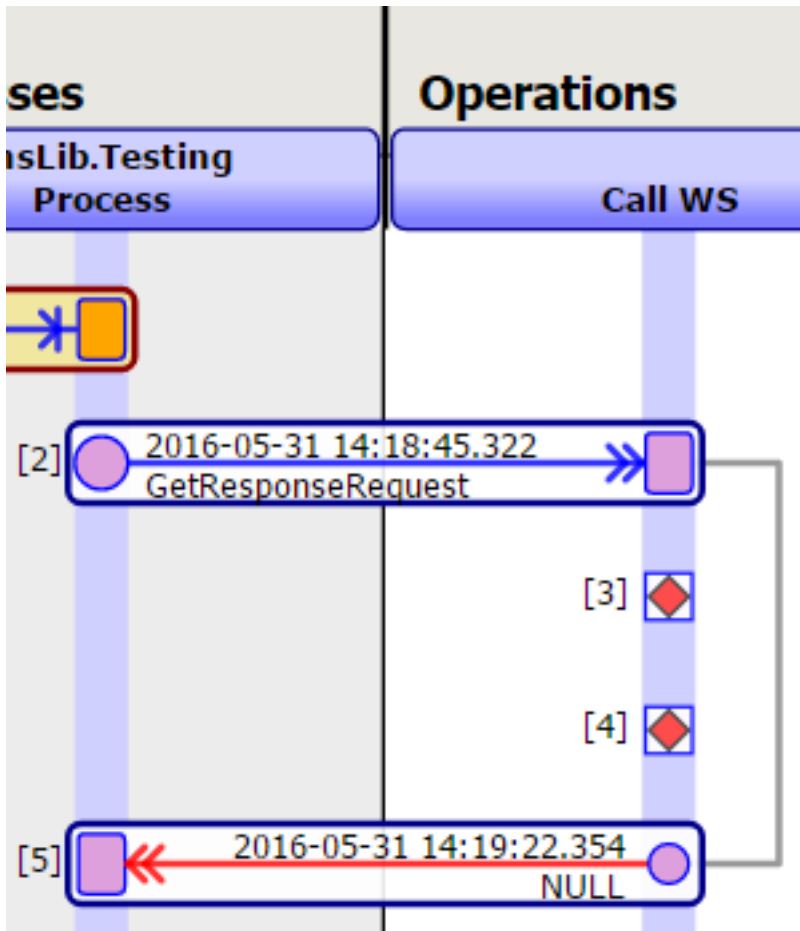 ses
Operations
nsLib.Testing
Process
Call WS
[2]
2016-05-31 14:18:45.322
GetResponseRequest
[3]
[4]
[5]
2016-05-31 14:19:22.354
NULL